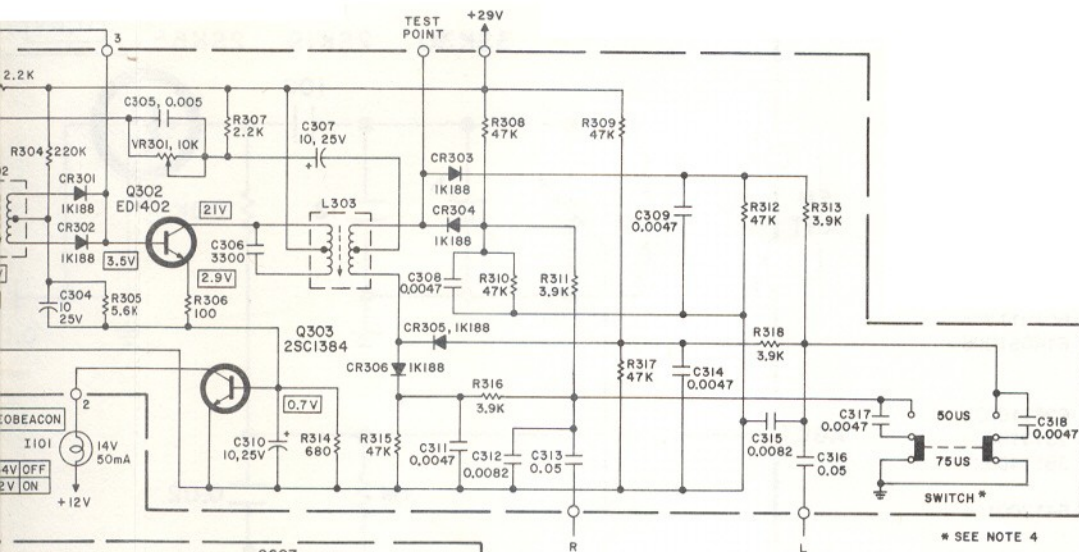 +29V
TEST
POINT
3
2.2K
C305, 0.005
R307
2.2K
C307
10, 25V
+
R308
47K
R309
47K
VR301, 10K
R304 220K
CR303
1K188
CR301
1K188
Q302
ED1402
21V
L303
CR304
1K188
C309
0.0047
R312
47K
R313
3.9K
CR302
1K188
3.5V
C306
3300
2.9V
C308
0.0047
R310
47K
R311
3.9K
C304
10
25V
R305
5.6K
R306
100
Q303
2SC1384
CR305, 1K188
R318
3.9K
CR306 1K188
R317
47K
C314
0.0047
R316
3.9K
2
0.7V
C317
0.0047
50US
C318
0.0047
EOBEACON
I101
14V
50mA
C310
10,25V
+
R314
680
R315
47K
C311
0.0047
C312
0.0082
C313
0.05
C315
0.0082
C316
0.05
75US
4V OFF
2V ON
+12V
SWITCH *
R
L
* SEE NOTE 4